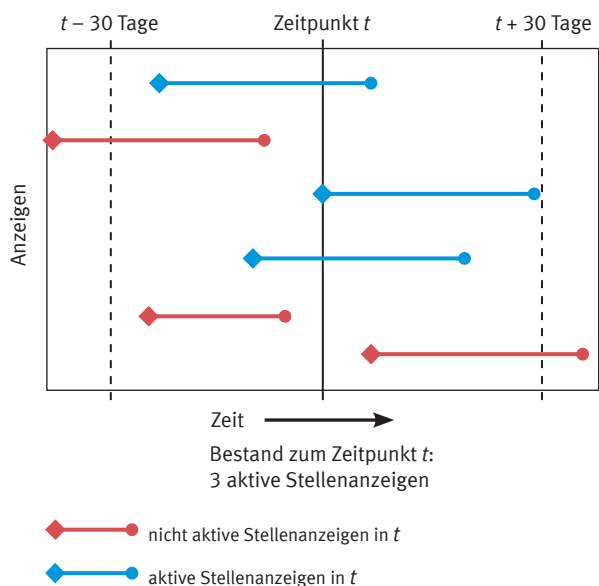 t – 30 Tage
Zeitpunkt t
t + 30 Tage
Anzeigen
Zeit
Bestand zum Zeitpunkt t:
3 aktive Stellenanzeigen
nicht aktive Stellenanzeigen in t
aktive Stellenanzeigen in t